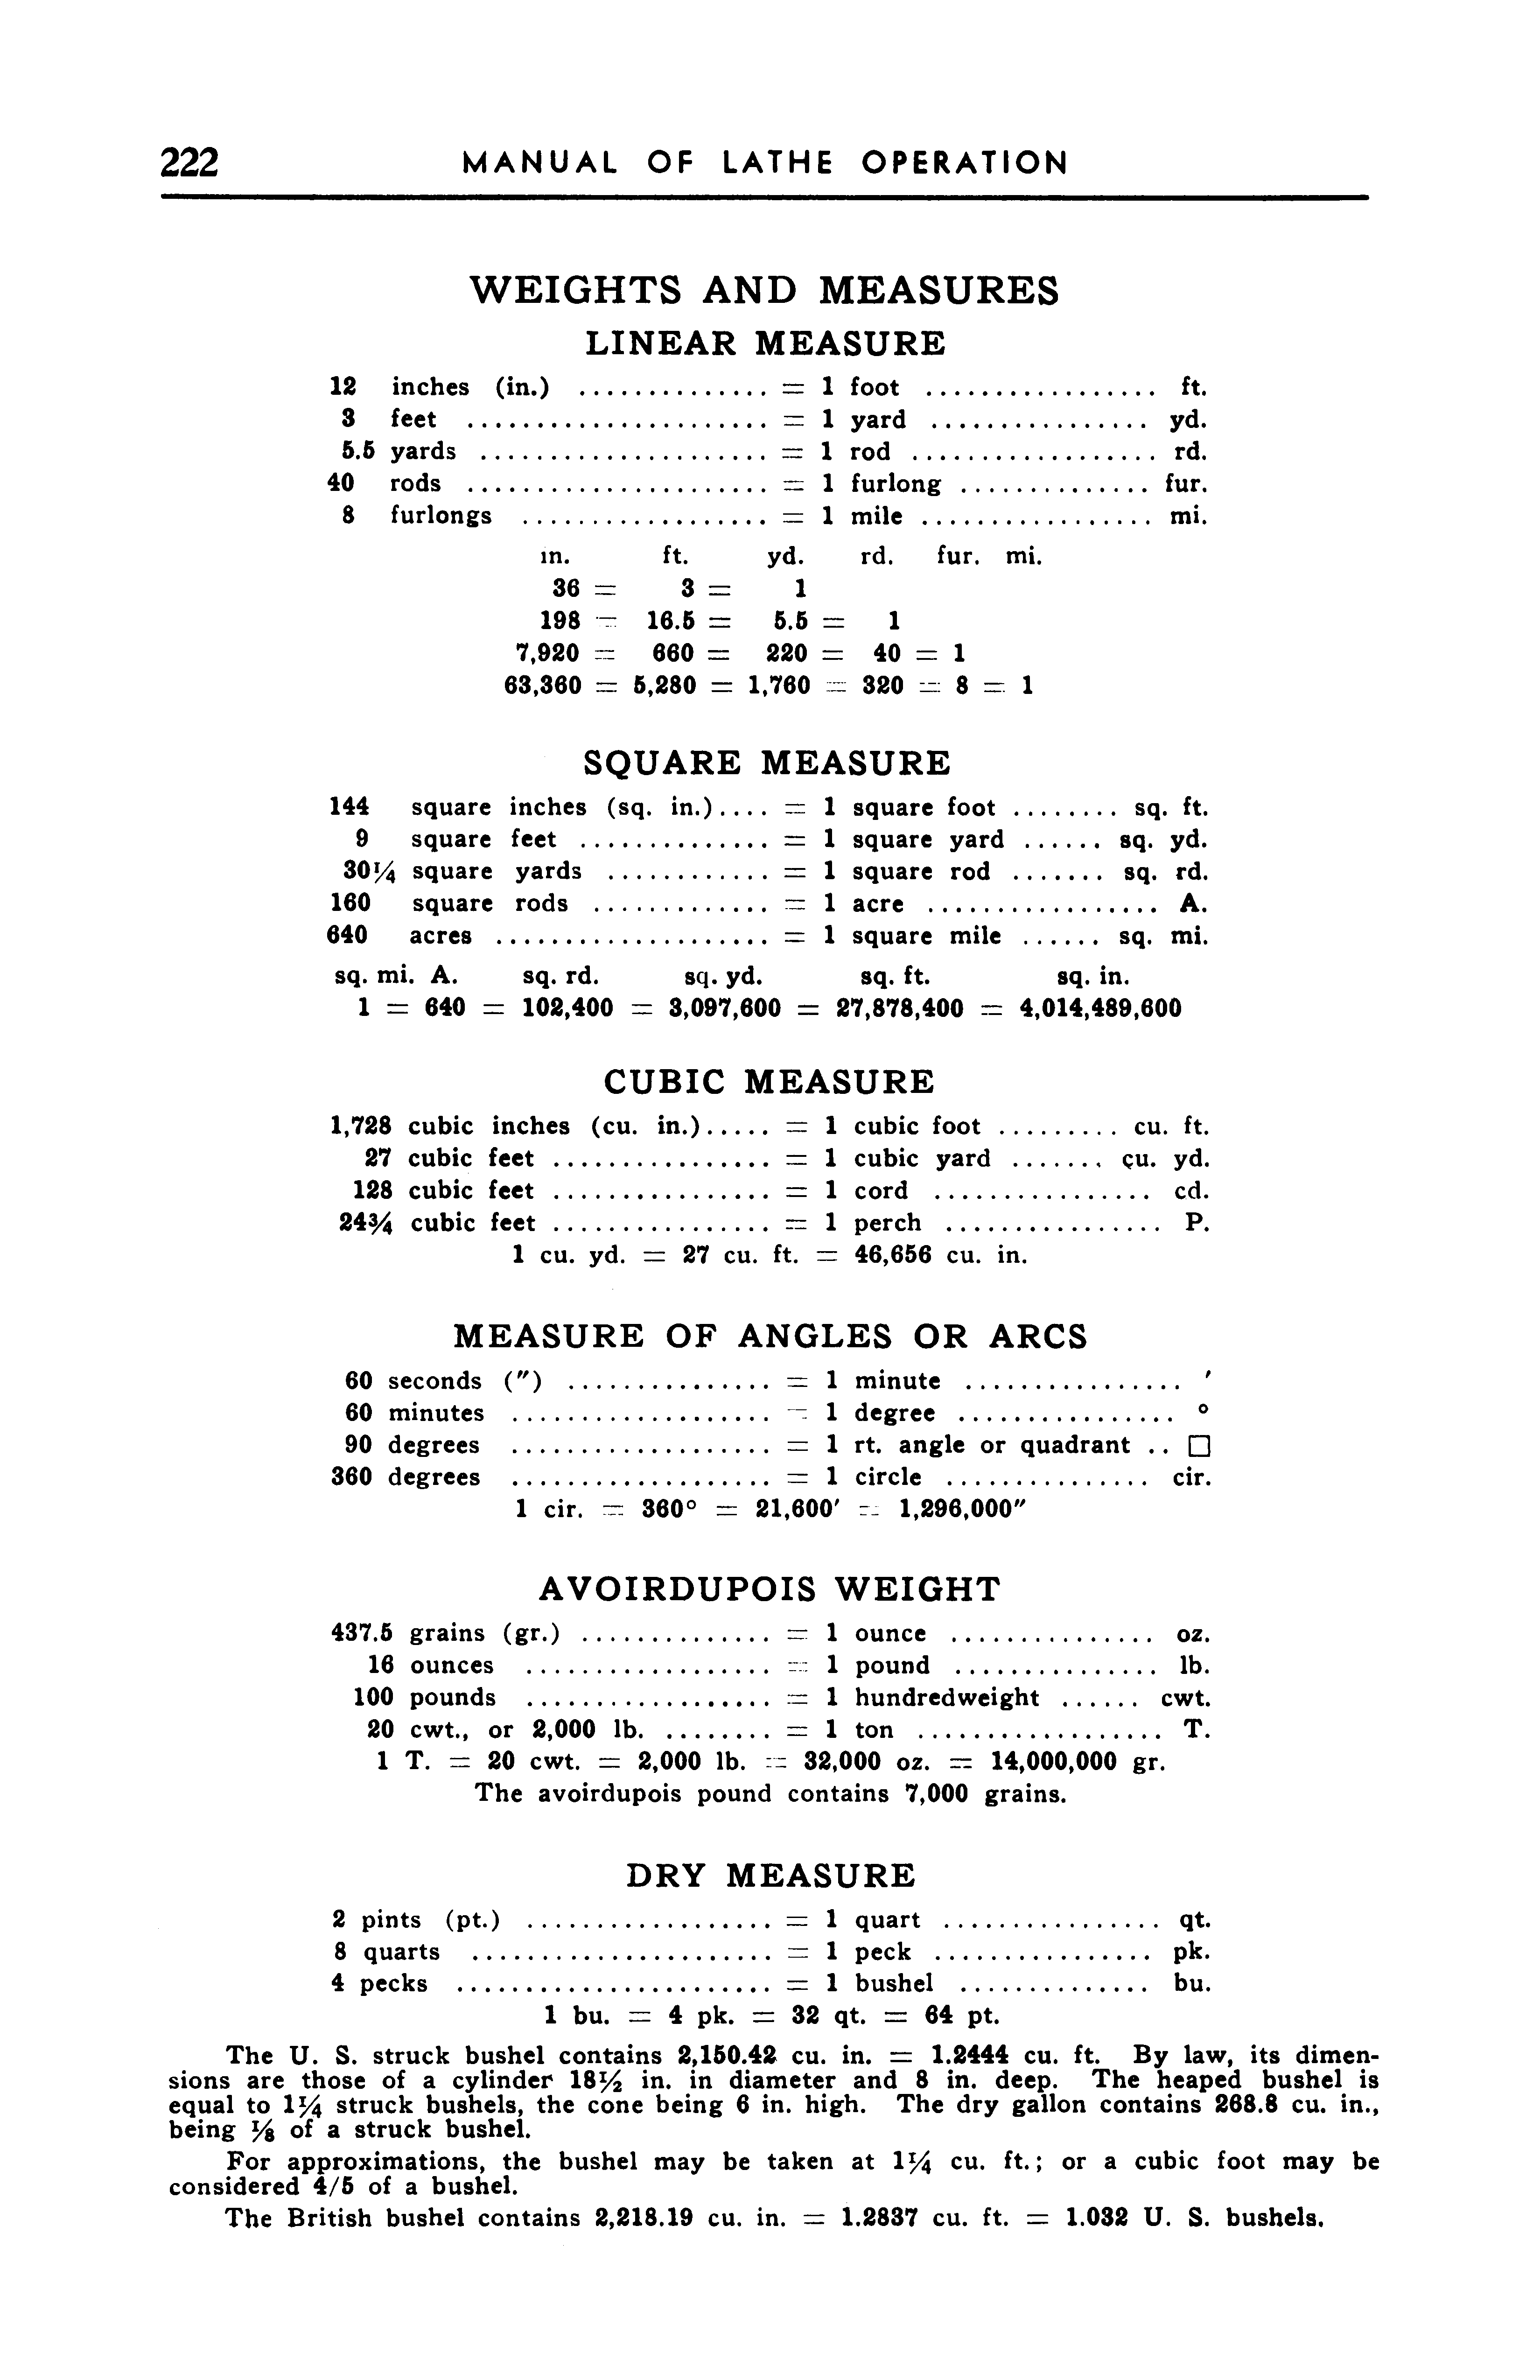 222 MANUAL OF LATHE OPERATION
WEIGHTS AND MEASURES
LINEAR MEASURE
12 inches (in.) .............. = 1 foot ................. ft.
3 feet ...................... = 1 yard ................ yd.
5.5 yards ..................... = 1 rod .................. rd.
40 rods ...................... = 1 furlong .............. fur.
8 furlongs .................. = 1 mile ................. mi.
in. ft. yd. rd. fur. mi.
36 = 3 = 1
198 = 16.5 = 5.5 = 1
7,920 = 660 = 220 = 40 = 1
63,360 = 5,280 = 1,760 = 320 = 8 = 1
SQUARE MEASURE
144 square inches (sq. in.).... = 1 square foot ........ sq. ft.
9 square feet .............. = 1 square yard ...... sq. yd.
30¼ square yards ............ = 1 square rod ....... sq. rd.
160 square rods ............. = 1 acre ................. A.
640 acres .................... = 1 square mile ...... sq. mi.
sq. mi. A. sq. rd. sq. yd. sq. ft. sq. in.
1 = 640 = 102,400 = 3,097,600 = 27,878,400 = 4,014,489,600
CUBIC MEASURE
1,728 cubic inches (cu. in.)..... = 1 cubic foot ......... cu. ft.
27 cubic feet ................ = 1 cubic yard ....... cu. yd.
128 cubic feet ................ = 1 cord ................ cd.
24¾ cubic feet ................ = 1 perch ................ P.
1 cu. yd. = 27 cu. ft. = 46,656 cu. in.
MEASURE OF ANGLES OR ARCS
60 seconds (″) ............... = 1 minute ................ ′
60 minutes ................... = 1 degree ................ °
90 degrees ................... = 1 rt. angle or quadrant .. □
360 degrees ................... = 1 circle ............... cir.
1 cir. = 360° = 21,600′ = 1,296,000″
AVOIRDUPOIS WEIGHT
437.5 grains (gr.) .............. = 1 ounce ............... oz.
16 ounces .................. = 1 pound ............... lb.
100 pounds .................. = 1 hundredweight ...... cwt.
20 cwt., or 2,000 lb. ........ = 1 ton .................. T.
1 T. = 20 cwt. = 2,000 lb. = 32,000 oz. = 14,000,000 gr.
The avoirdupois pound contains 7,000 grains.
DRY MEASURE
2 pints (pt.) .................. = 1 quart ................ qt.
8 quarts ...................... = 1 peck ................ pk.
4 pecks ....................... = 1 bushel .............. bu.
1 bu. = 4 pk. = 32 qt. = 64 pt.
The U. S. struck bushel contains 2,150.42 cu. in. = 1.2444 cu. ft. By law, its dimen-
sions are those of a cylinder 18½ in. in diameter and 8 in. deep. The heaped bushel is
equal to 1¼ struck bushels, the cone being 6 in. high. The dry gallon contains 268.8 cu. in.,
being ⅛ of a struck bushel.
For approximations, the bushel may be taken at 1¼ cu. ft.; or a cubic foot may be
considered 4/5 of a bushel.
The British bushel contains 2,218.19 cu. in. = 1.2837 cu. ft. = 1.032 U. S. bushels.